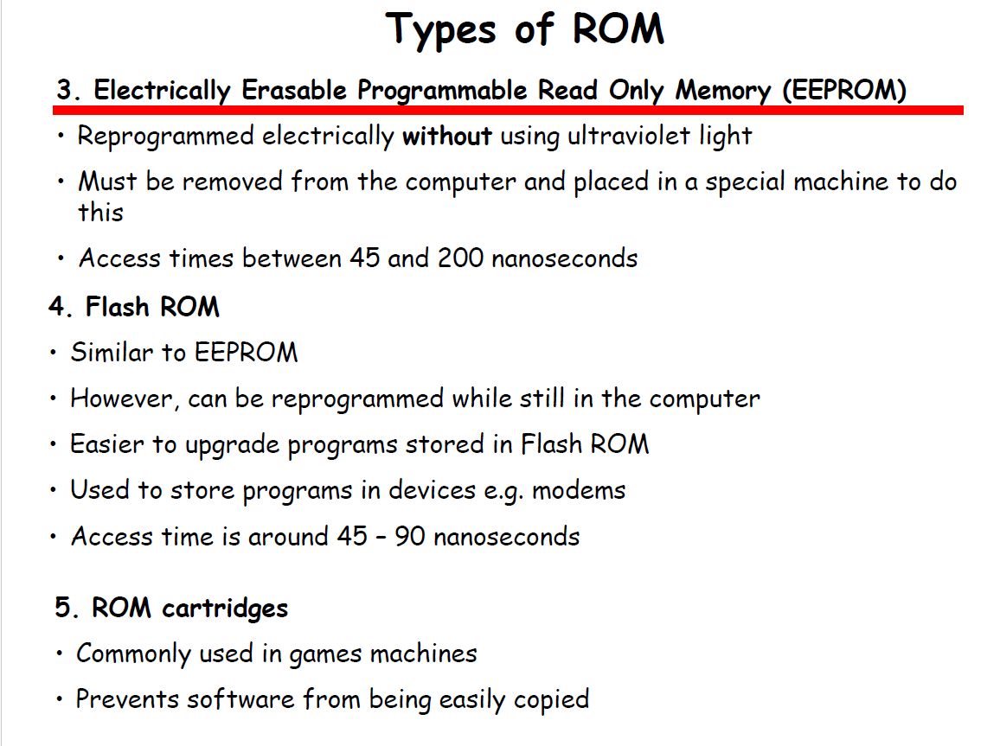 Types of ROM
3. Electrically Erasable Programmable Read Only Memory (EEPROM)
• Reprogrammed electrically without using ultraviolet light
• Must be removed from the computer and placed in a special machine to do
this
• Access times between 45 and 200 nanoseconds
4. Flash ROM
• Similar to EEPROM
• However, can be reprogrammed while still in the computer
• Easier to upgrade programs stored in Flash ROM
• Used to store programs in devices e.g. modems
• Access time is around 45 – 90 nanoseconds
5. ROM cartridges
• Commonly used in games machines
• Prevents software from being easily copied